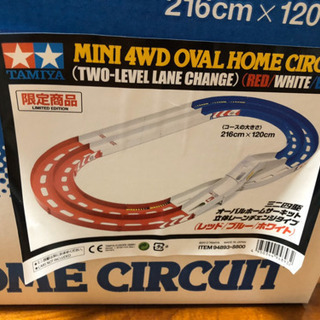 216cm×120
TAMIYA
MINI 4WD OVAL HOME CIRC
(TWO-LEVEL LANE CHANGE) (RED/WHITE/
限定商品
LIMITED EDITION
(コースの大きさ)
216cm×120cm
ミニ四駆
オーバルホームサーキット
立体レーンチェンジタイプ
(レッド/ブルー/ホワイト)
ITEM 94893-5800
OME CIRCUIT